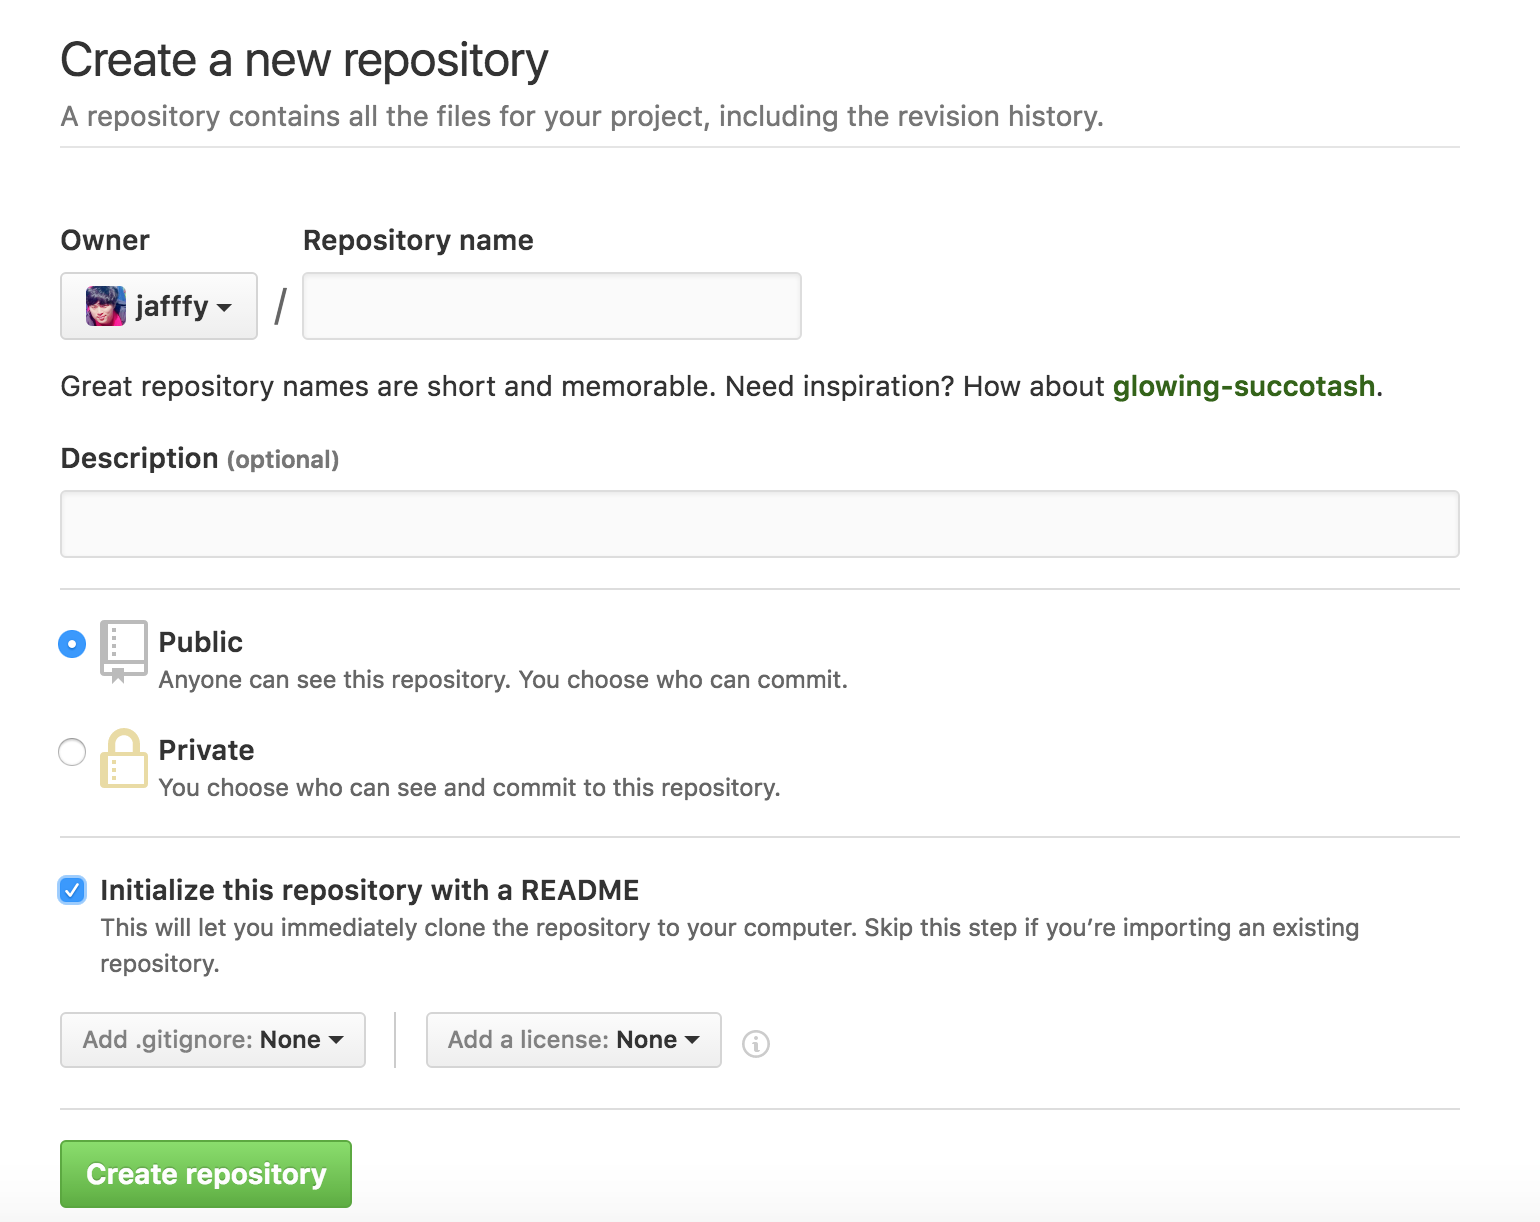 Create a new repository
A repository contains all the files for your project, including the revision history.
Owner
Repository name
jafffy
/
Great repository names are short and memorable. Need inspiration? How about glowing-succotash.
Description (optional)
Public
Anyone can see this repository. You choose who can commit.
Private
You choose who can see and commit to this repository.
Initialize this repository with a README
This will let you immediately clone the repository to your computer. Skip this step if you’re importing an existing
repository.
Add .gitignore: None
Add a license: None
Create repository